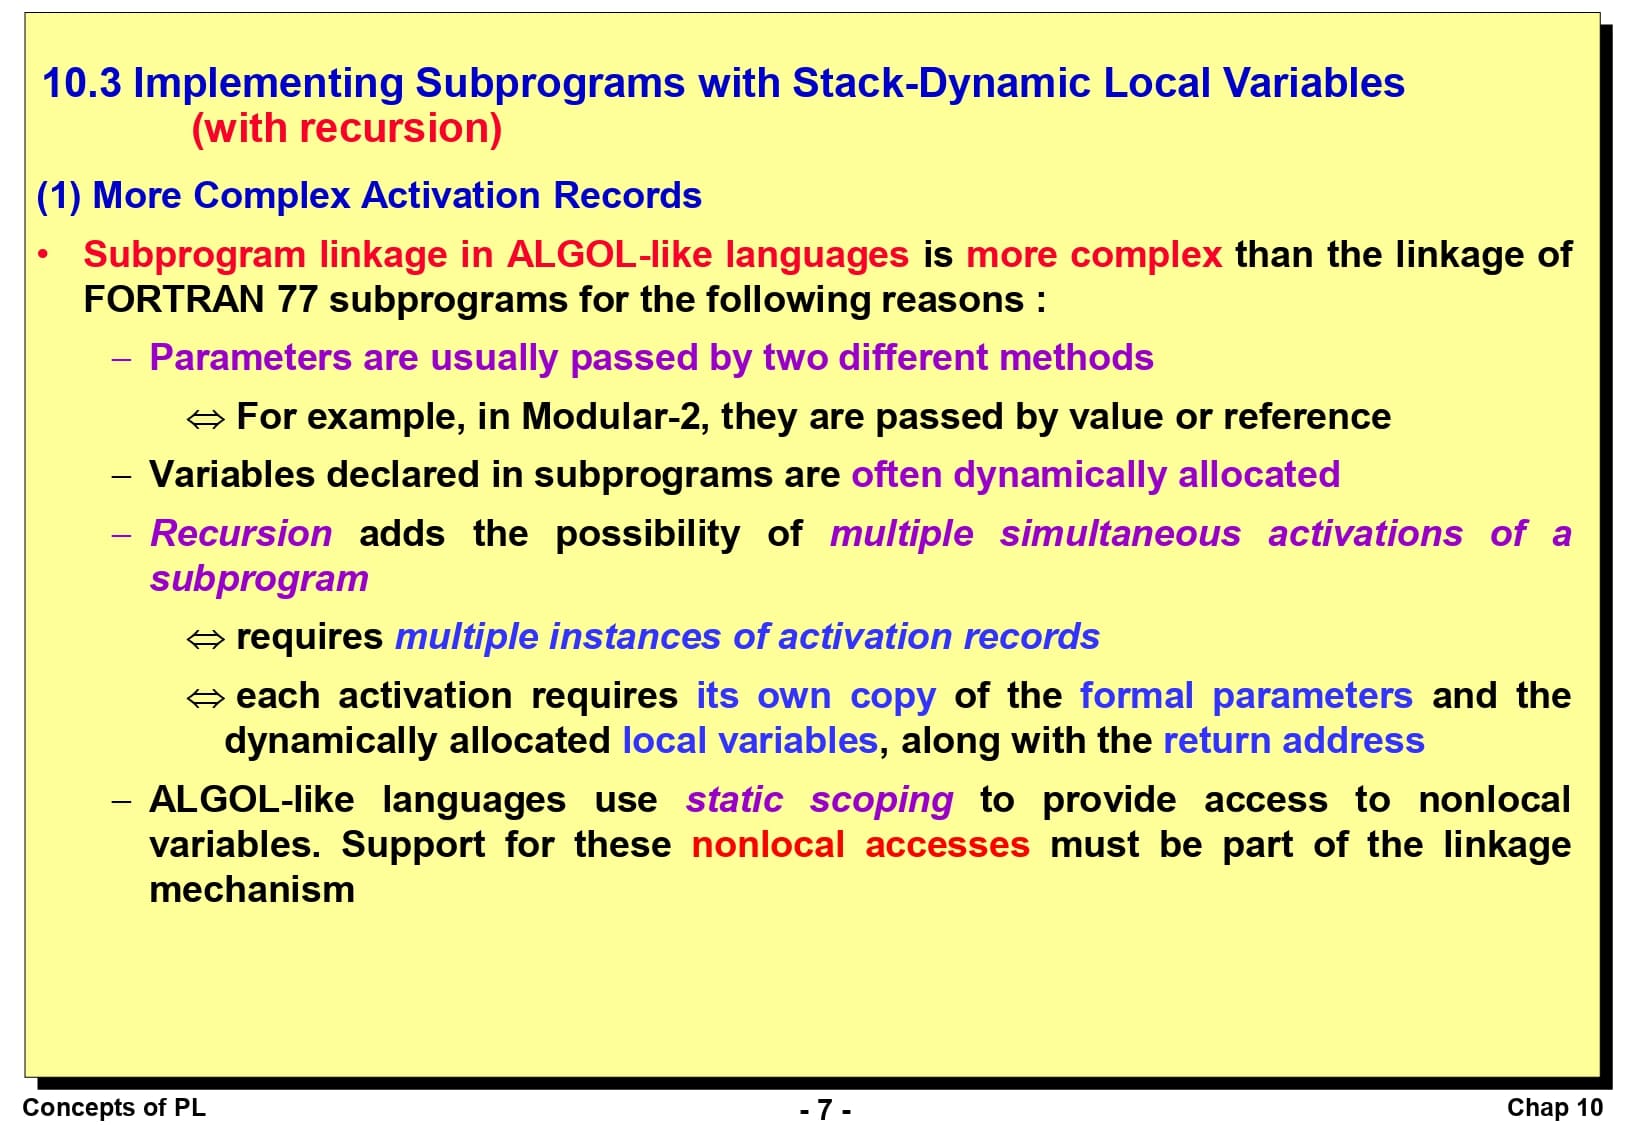 10.3 Implementing Subprograms with Stack-Dynamic Local Variables
(with recursion)
(1) More Complex Activation Records
• Subprogram linkage in ALGOL-like languages is more complex than the linkage of
FORTRAN 77 subprograms for the following reasons :
– Parameters are usually passed by two different methods
⇔ For example, in Modular-2, they are passed by value or reference
– Variables declared in subprograms are often dynamically allocated
– Recursion adds the possibility of multiple simultaneous activations of a
subprogram
⇔ requires multiple instances of activation records
⇔ each activation requires its own copy of the formal parameters and the
dynamically allocated local variables, along with the return address
– ALGOL-like languages use static scoping to provide access to nonlocal
variables. Support for these nonlocal accesses must be part of the linkage
mechanism
Concepts of PL
- 7 -
Chap 10